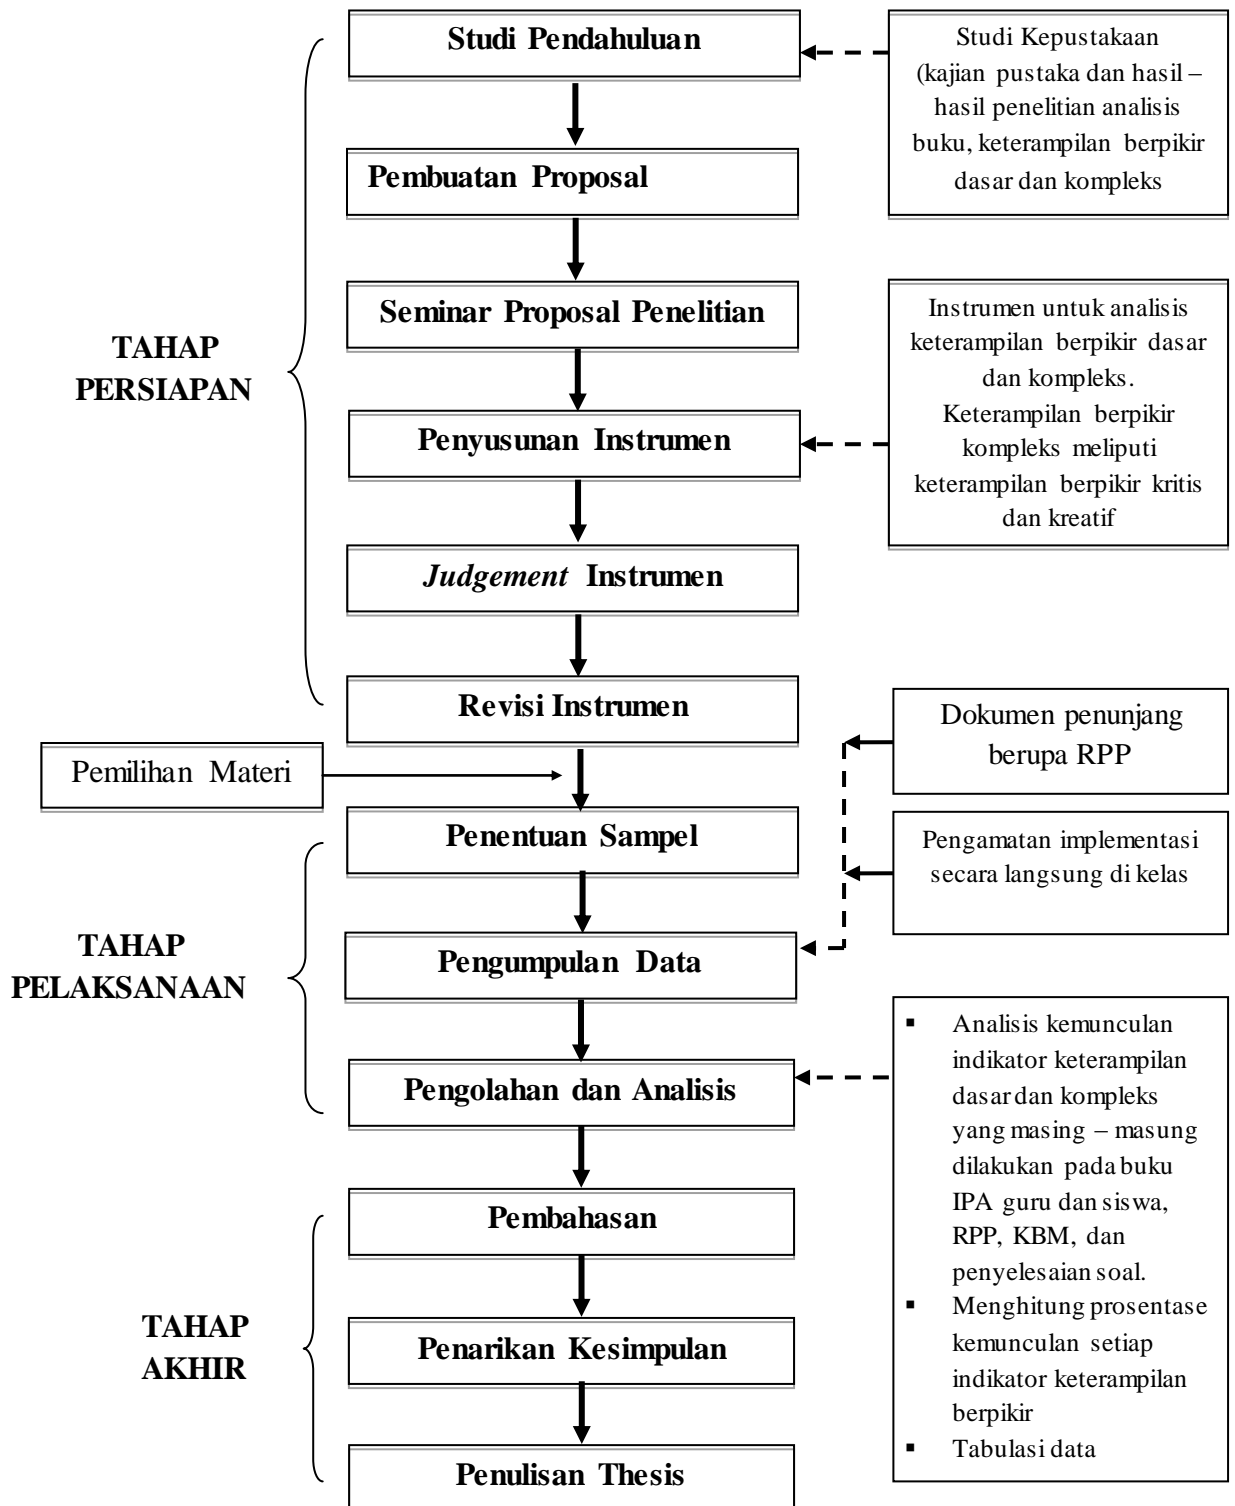 Studi Pendahuluan
Studi Kepustakaan
(kajian pustaka dan hasil –
hasil penelitian analisis
buku, keterampilan berpikir
dasar dan kompleks
Pembuatan Proposal
Seminar Proposal Penelitian
TAHAP
PERSIAPAN
Instrumen untuk analisis
keterampilan berpikir dasar
dan kompleks.
Keterampilan berpikir
kompleks meliputi
keterampilan berpikir kritis
dan kreatif
Penyusunan Instrumen
Judgement Instrumen
Revisi Instrumen
Pemilihan Materi
Dokumen penunjang
berupa RPP
Penentuan Sampel
Pengamatan implementasi
secara langsung di kelas
TAHAP
PELAKSANAAN
Pengumpulan Data
Pengolahan dan Analisis
▪ Analisis kemunculan
indikator keterampilan
dasar dan kompleks
yang masing – masung
dilakukan pada buku
IPA guru dan siswa,
RPP, KBM, dan
penyelesaian soal.
▪ Menghitung prosentase
kemunculan setiap
indikator keterampilan
berpikir
▪ Tabulasi data
Pembahasan
TAHAP
AKHIR
Penarikan Kesimpulan
Penulisan Thesis